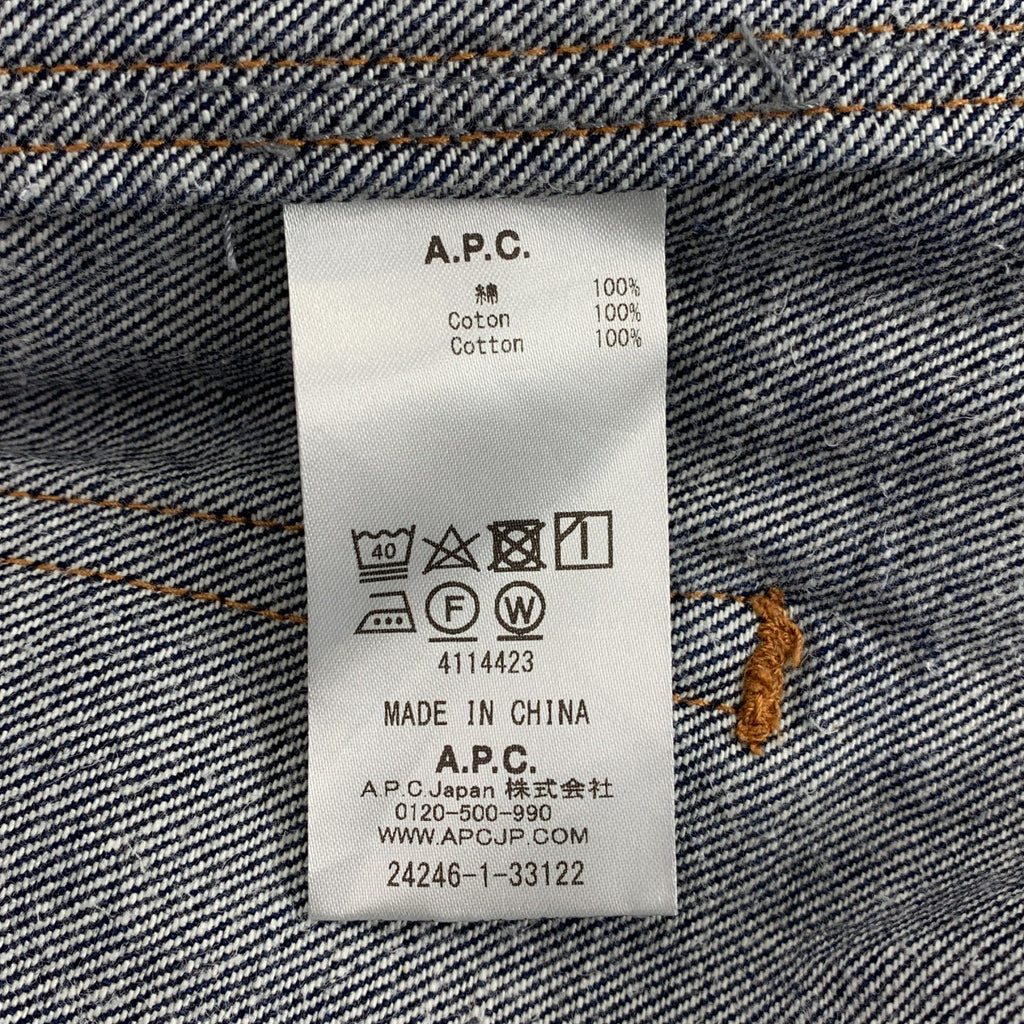 A.P.C.
綿 100%
Coton 100%
Cotton 100%
40
F W
4114423
MADE IN CHINA
A.P.C.
A.P.C.Japan 株式会社
0120-500-990
WWW.APCJP.COM
24246-1-33122